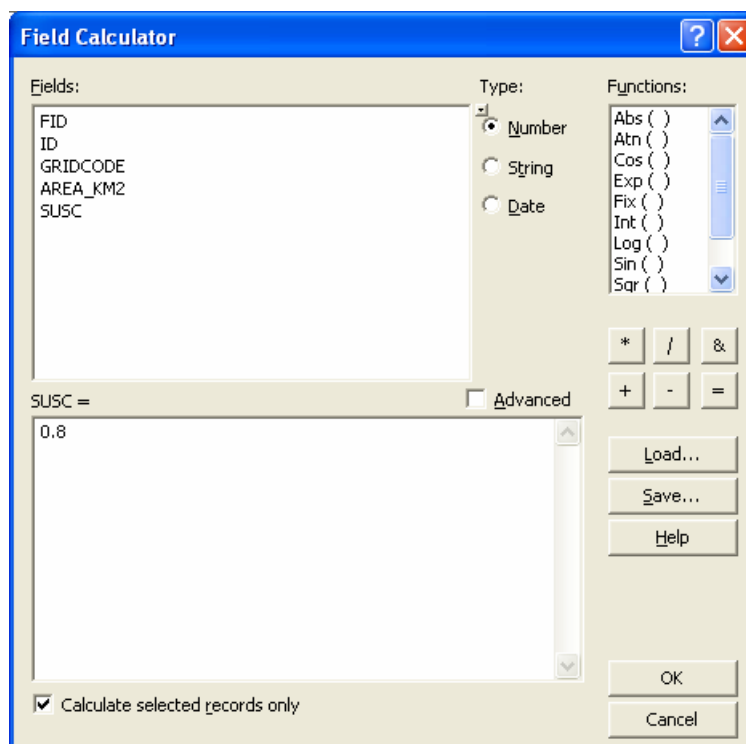 Field Calculator
?
X
Fields:
FID
ID
GRIDCODE
AREA_KM2
SUSC
Type:
Number
String
Date
Functions:
Abs ( )
Atn ( )
Cos ( )
Exp ( )
Fix ( )
Int ( )
Log ( )
Sin ( )
Sqr ( )
* / &
+ - =
SUSC =
Advanced
0.8
Load...
Save...
Help
Calculate selected records only
OK
Cancel